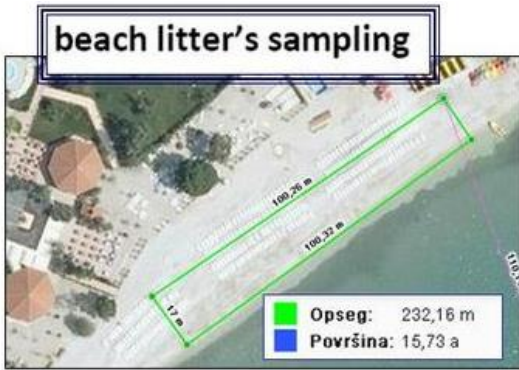 beach litter's sampling
100,26 m
100,32 m
17 m
Opseg: 232,16 m
Površina: 15,73 a